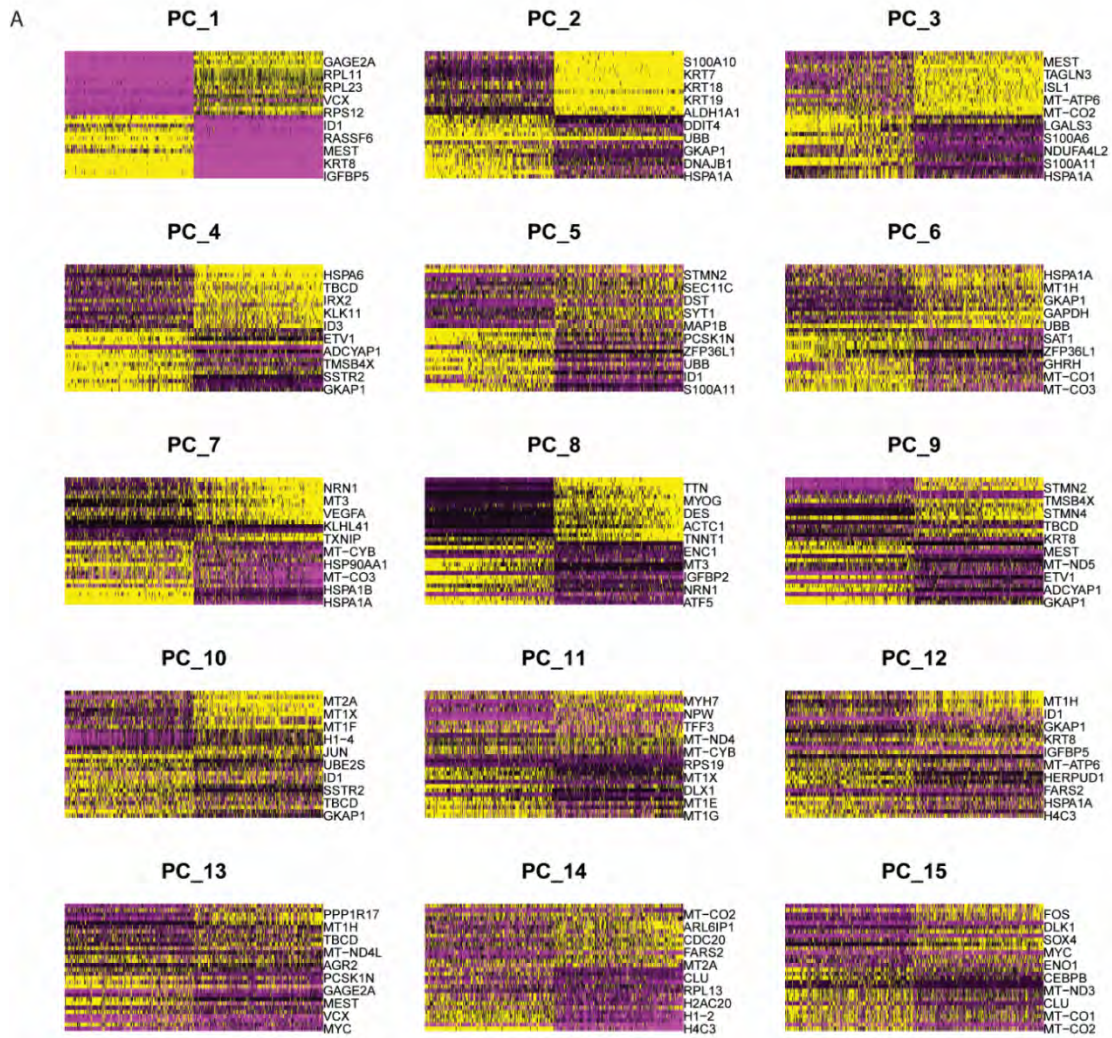 A
PC_1
PC_2
PC_3
GAGE2A
RPL11
RPL23
VCX
RPS12
ID1
RASSF6
MEST
KRT8
IGFBP5
S100A10
KRT7
KRT18
KRT19
ALDH1A1
DDIT4
UBB
GKAP1
DNAJB1
HSPA1A
MEST
TAGLN3
ISL1
MT-ATP6
MT-CO2
LGALS3
S100A6
NDUFA4L2
S100A11
HSPA1A
PC_4
PC_5
PC_6
HSPA6
TBCD
IRX2
KLK11
ID3
ETV1
ADCYAP1
TMSB4X
SSTR2
GKAP1
STMN2
SEC11C
DST
SYT1
MAP1B
PCSK1N
ZFP36L1
UBB
ID1
S100A11
HSPA1A
MT1H
GKAP1
GAPDH
UBB
SAT1
ZFP36L1
GHRH
MT-CO1
MT-CO3
PC_7
PC_8
PC_9
NRN1
MT3
VEGFA
KLHL41
TXNIP
MT-CYB
HSP90AA1
MT-CO3
HSPA1B
HSPA1A
TTN
MYOG
DES
ACTC1
TNNT1
ENC1
MT3
IGFBP2
NRN1
ATF5
STMN2
TMSB4X
STMN4
TBCD
KRT8
MEST
MT-ND5
ETV1
ADCYAP1
GKAP1
PC_10
PC_11
PC_12
MT2A
MT1X
MT1F
H1-4
JUN
UBE2S
ID1
SSTR2
TBCD
GKAP1
MYH7
NPW
TFF3
MT-ND4
MT-CYB
RPS19
MT1X
DLX1
MT1E
MT1G
MT1H
ID1
GKAP1
KRT8
IGFBP5
MT-ATP6
HERPUD1
FARS2
HSPA1A
H4C3
PC_13
PC_14
PC_15
PPP1R17
MT1H
TBCD
MT-ND4L
AGR2
PCSK1N
GAGE2A
MEST
VCX
MYC
MT-CO2
ARL6IP1
CDC20
FARS2
MT2A
CLU
RPL13
H2AC20
H1-2
H4C3
FOS
DLK1
SOX4
MYC
ENO1
CEBPB
MT-ND3
CLU
MT-CO1
MT-CO2